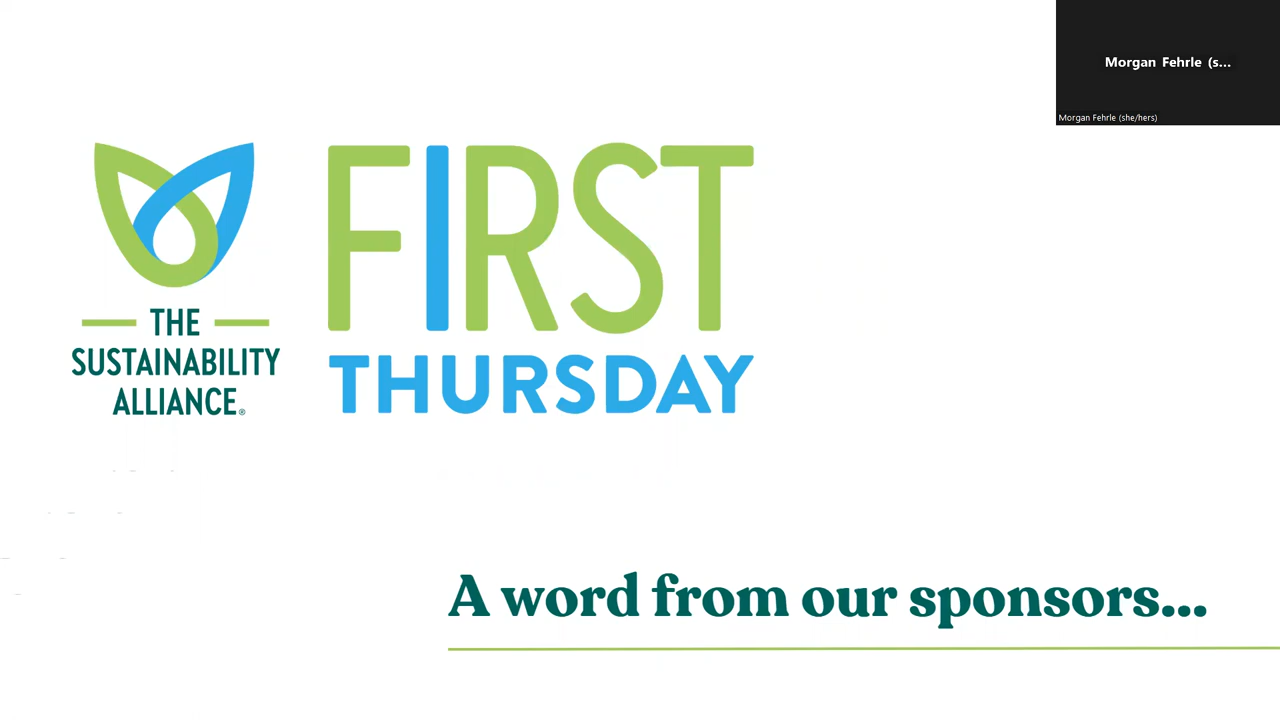 Morgan Fehrle (s...
Morgan Fehrle (she/hers)
FIRST
THURSDAY
THE
SUSTAINABILITY
ALLIANCE®
A word from our sponsors...